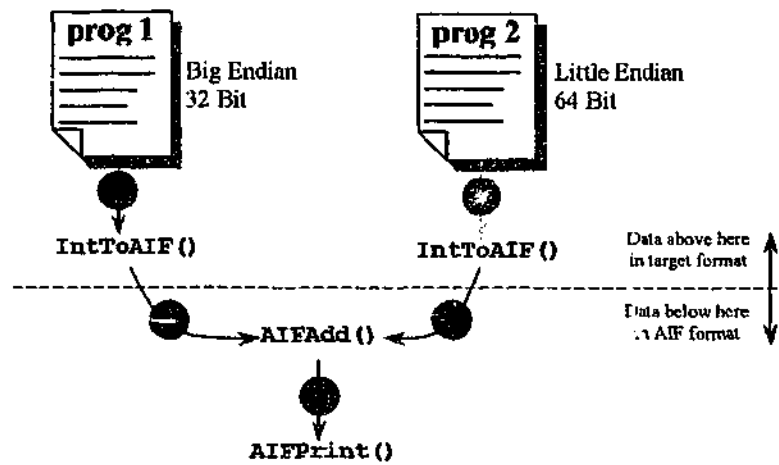 prog 1
Big Endian
32 Bit
prog 2
Little Endian
64 Bit
IntToAIF()
IntToAIF()
Data above here
in target format
Data below here
AIF format
AIFAdd()
AIFPrint()